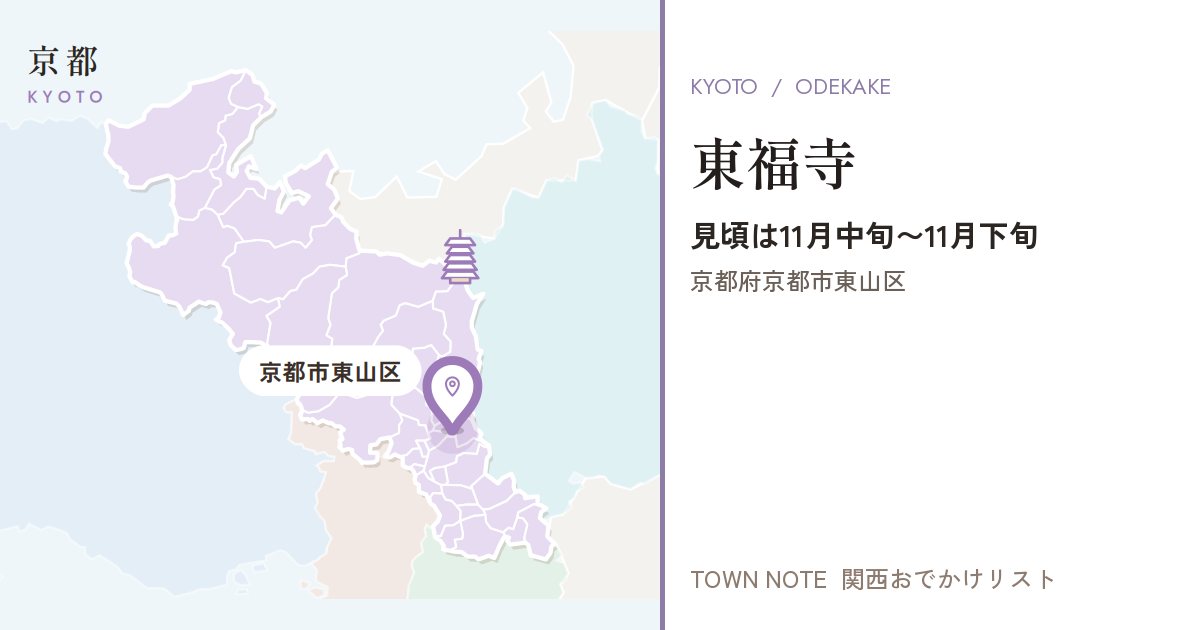 京都
KYOTO
京都市東山区
KYOTO / ODEKAKE
東福寺
見頃は11月中旬〜11月下旬
京都府京都市東山区
TOWN NOTE 関西おでかけリスト